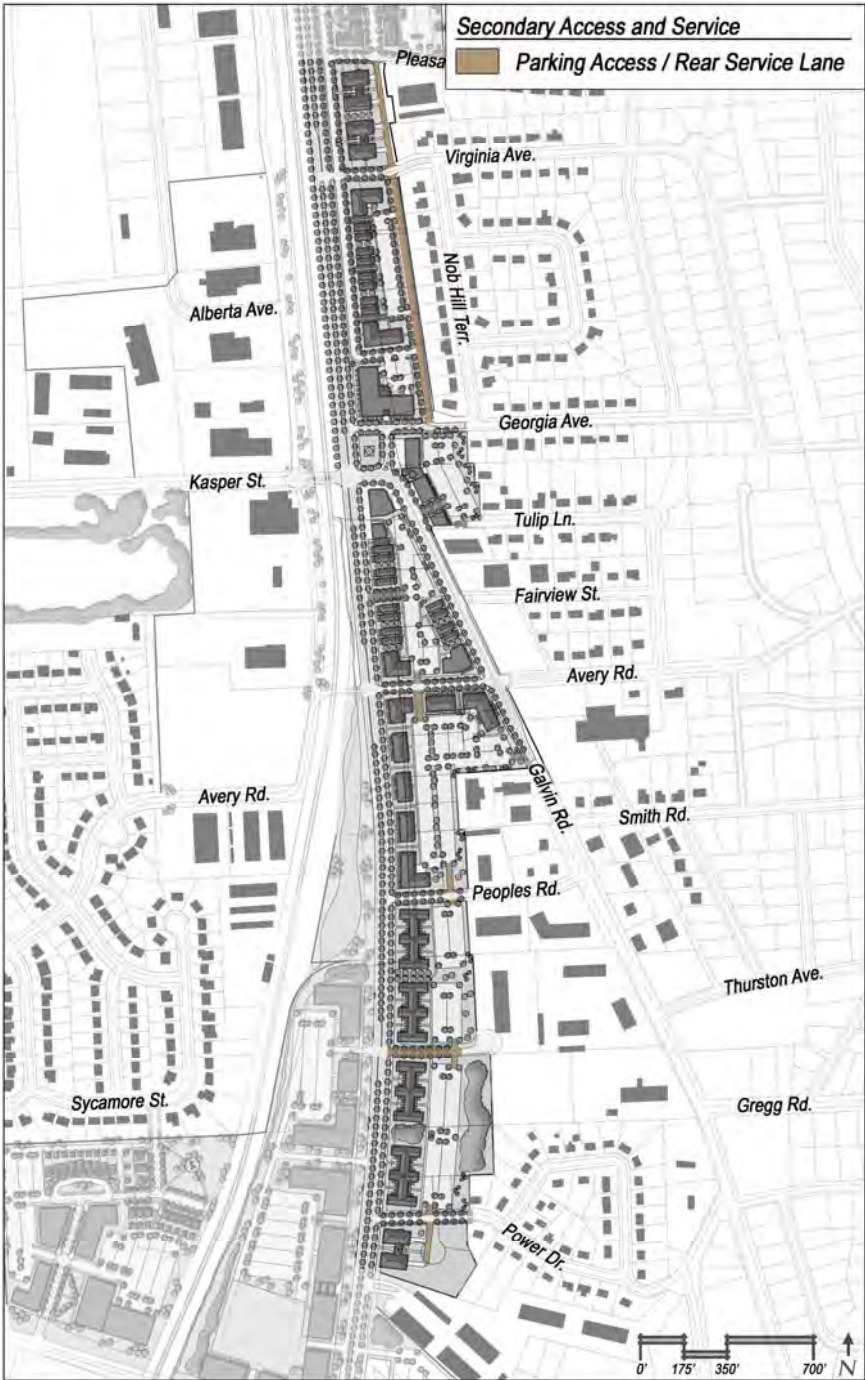 Secondary Access and Service
Parking Access / Rear Service Lane
Pleasa
Virginia Ave.
Nob Hill Terr.
Alberta Ave.
Georgia Ave.
Kasper St.
Tulip Ln.
Fairview St.
Avery Rd.
Galvin Rd.
Avery Rd.
Smith Rd.
Peoples Rd.
Thurston Ave.
Sycamore St.
Gregg Rd.
Power Dr.
0' 175' 350' 700' N